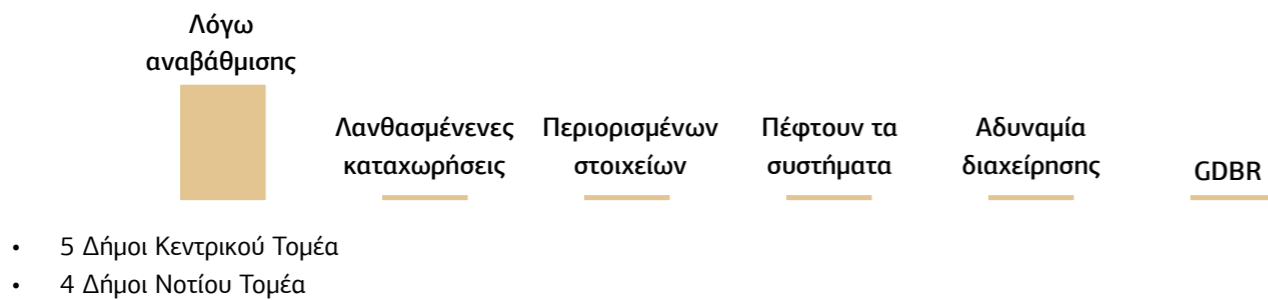 Λόγω
αναβάθμισης
Λανθασμένενες
καταχωρήσεις
Περιορισμένων
στοιχείων
Πέφτουν τα
συστήματα
Αδυναμία
διαχείρησης
GDBR
• 5 Δήμοι Κεντρικού Τομέα
• 4 Δήμοι Νοτίου Τομέα